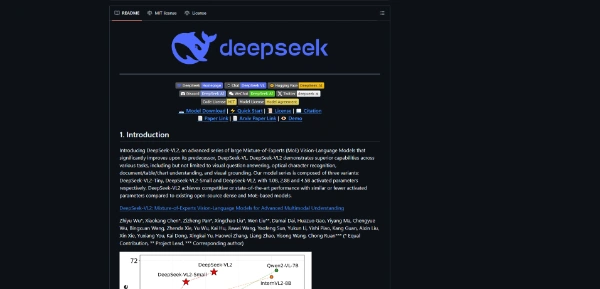 README MIT license License
deepseek
Homepage Chat DeepSeek VL Hugging Face DeepSeek AI
Discord DeepSeek AI WeChat DeepSeek AI Twitter deepseek_ai
Code License MIT Model License Model Agreement
Model Download | Quick Start | License | Citation
Paper Link | Arxiv Paper Link | Demo
1. Introduction
Introducing DeepSeek-VL2, an advanced series of large Mixture-of-Experts (MoE) Vision-Language Models that
significantly improves upon its predecessor, DeepSeek-VL. DeepSeek-VL2 demonstrates superior capabilities across
various tasks, including but not limited to visual question answering, optical character recognition,
document/table/chart understanding, and visual grounding. Our model series is composed of three variants:
DeepSeek-VL2-Tiny, DeepSeek-VL2-Small and DeepSeek-VL2, with 1.0B, 2.8B and 4.5B activated parameters
respectively. DeepSeek-VL2 achieves competitive or state-of-the-art performance with similar or fewer activated
parameters compared to existing open-source dense and MoE-based models.
DeepSeek-VL2: Mixture-of-Experts Vision-Language Models for Advanced Multimodal Understanding
Zhiyu Wu*, Xiaokang Chen*, Zizheng Pan*, Xingchao Liu*, Wen Liu**, Damai Dai, Huazuo Gao, Yiyang Ma, Chengyue
Wu, Bingxuan Wang, Zhenda Xie, Yu Wu, Kai Hu, Jiawei Wang, Yaofeng Sun, Yukun Li, Yishi Piao, Kang Guan, Aixin Liu,
Xin Xie, Yuxiang You, Kai Dong, Xingkai Yu, Haowei Zhang, Liang Zhao, Yisong Wang, Chong Ruan*** (* Equal
Contribution, ** Project Lead, *** Corresponding author)
72
DeepSeek-VL2
Qwen2-VL-7B
DeepSeek-VL2-Small
InternVL2-8B